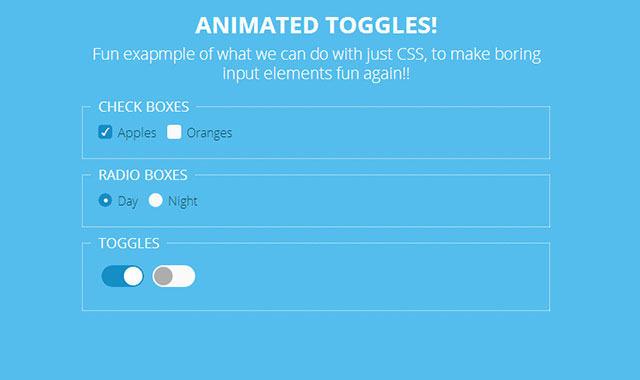 ANIMATED TOGGLES!
Fun exapmple of what we can do with just CSS, to make boring
input elements fun again!!
CHECK BOXES
Apples Oranges
RADIO BOXES
Day Night
TOGGLES